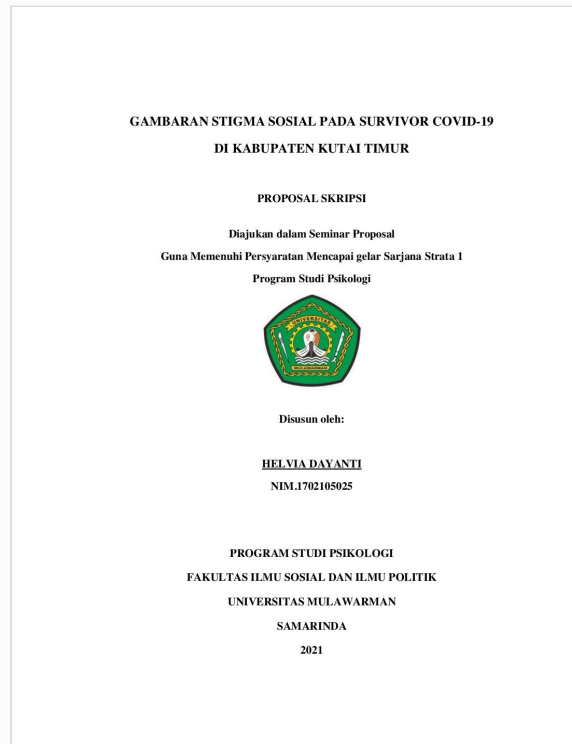 GAMBARAN STIGMA SOSIAL PADA SURVIVOR COVID-19
DI KABUPATEN KUTAI TIMUR
PROPOSAL SKRIPSI
Diajukan dalam Seminar Proposal
Guna Memenuhi Persyaratan Mencapai gelar Sarjana Strata 1
Program Studi Psikologi
UNIVERSITAS
MULAWARMAN
Disusun oleh:
HELVIA DAYANTI
NIM.1702105025
PROGRAM STUDI PSIKOLOGI
FAKULTAS ILMU SOSIAL DAN ILMU POLITIK
UNIVERSITAS MULAWARMAN
SAMARINDA
2021